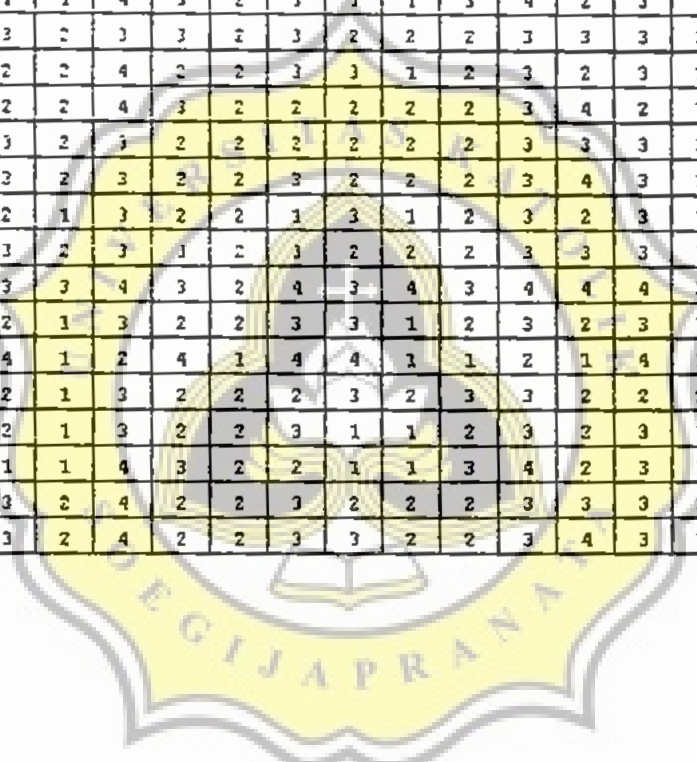 3 2 3 3 2 3 2 2 2 3 3 3
2 2 4 2 2 3 3 1 2 3 2 3
2 2 4 3 2 2 2 2 2 3 4 2
3 2 3 2 2 2 2 2 2 3 3 3
3 2 3 2 2 3 2 2 2 3 4 3
2 1 3 2 2 1 3 1 2 3 2 3
3 2 3 3 2 3 2 2 2 3 3 3
3 3 4 3 2 4 3 4 3 4 4 4
2 1 3 2 2 3 3 1 2 3 2 3
4 1 2 4 1 4 4 1 1 2 1 4
2 1 3 2 2 2 3 2 3 3 2 2
2 1 3 2 2 3 1 1 2 3 2 3
1 1 4 3 2 2 1 1 3 4 2 3
3 2 4 2 2 3 2 2 2 3 3 3
3 2 4 2 2 3 3 2 2 3 4 3
UNIVERSITAS KATOLIK
SOEGIJAPRANATA